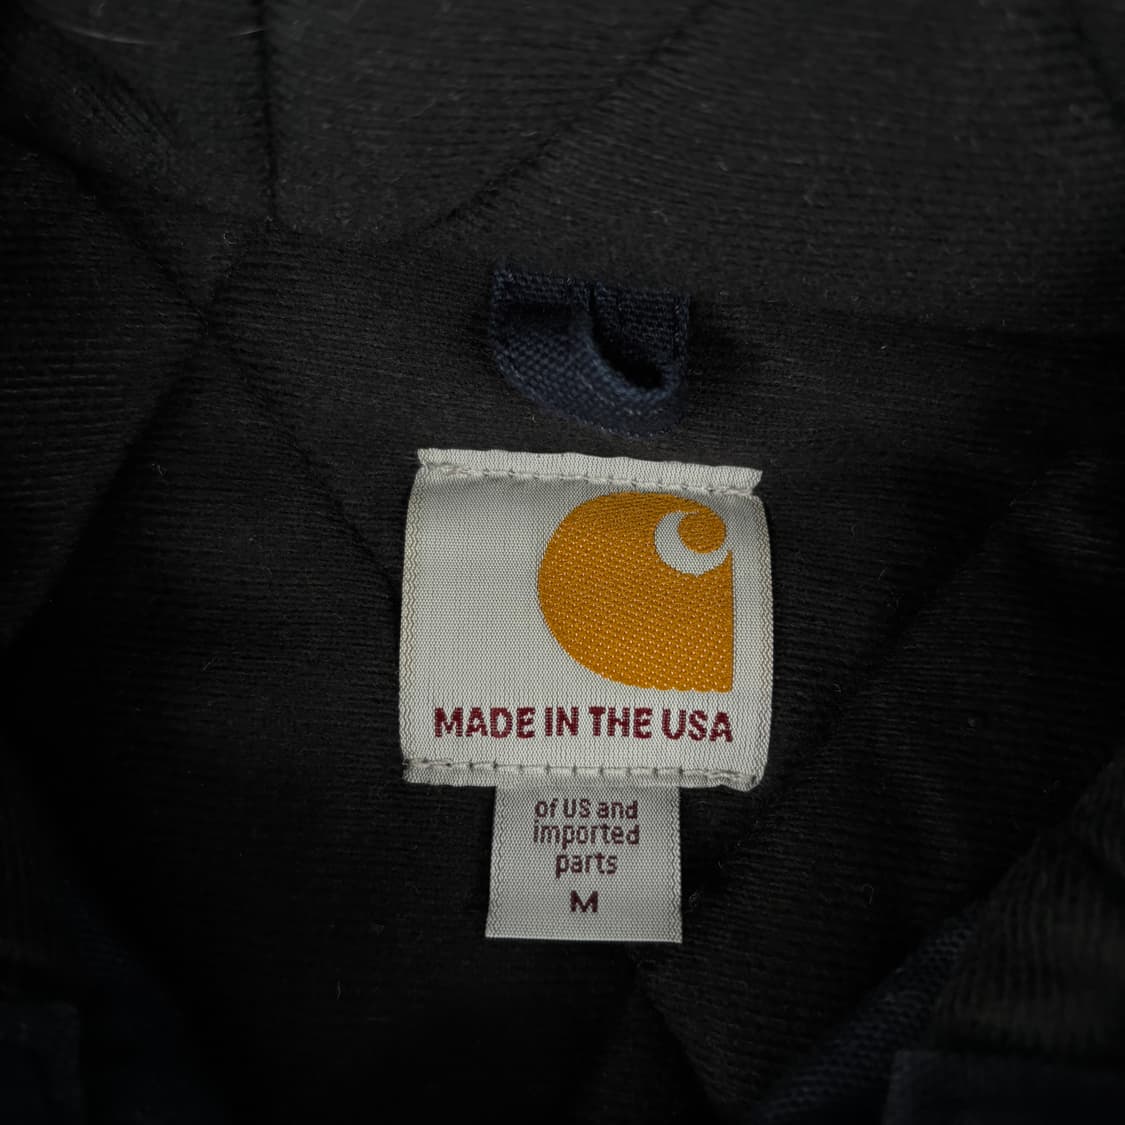 MADE IN THE USA
of US and
imported
parts
M